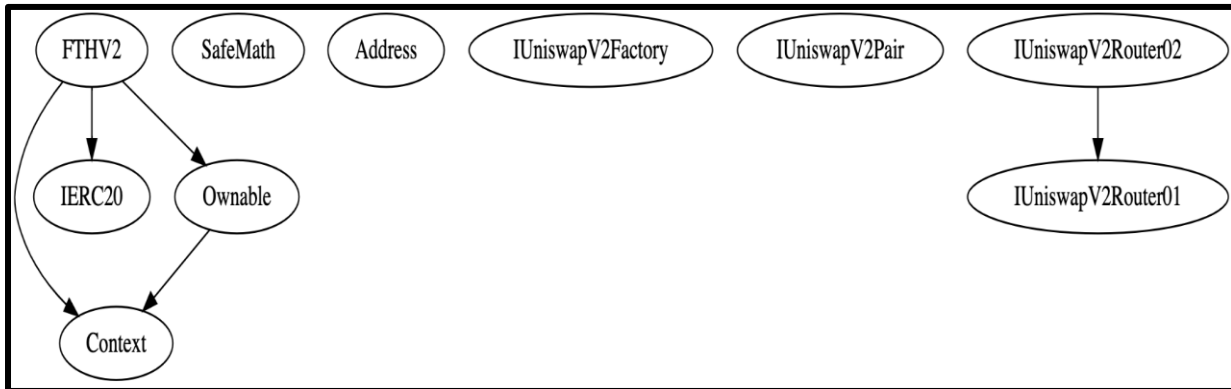 FTHV2
SafeMath
Address
IUniswapV2Factory
IUniswapV2Pair
IUniswapV2Router02
IERC20
Ownable
IUniswapV2Router01
Context